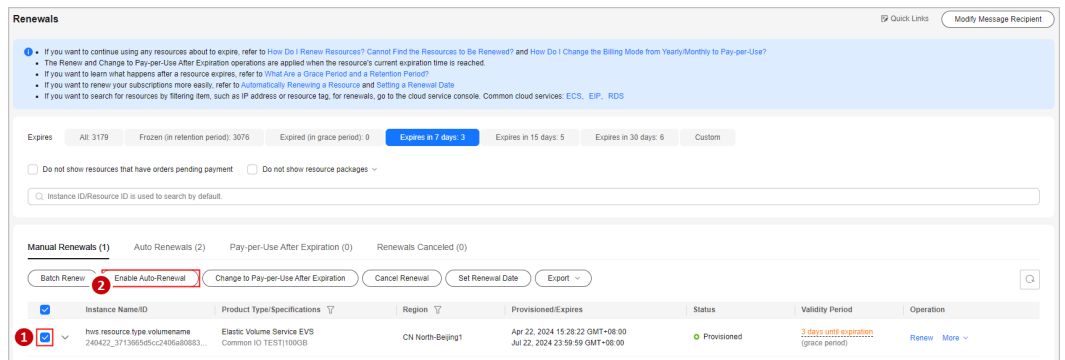 Renewals
Quick Links
Modify Message Recipient
If you want to continue using any resources about to expire, refer to How Do I Renew Resources? Cannot Find the Resources to Be Renewed? and How Do I Change the Billing Mode from Yearly/Monthly to Pay-per-Use?
The Renew and Change to Pay-per-Use After Expiration operations are applied when the resource's current expiration time is reached.
If you want to learn what happens after a resource expires, refer to What Are a Grace Period and a Retention Period?
If you want to renew your subscriptions more easily, refer to Automatically Renewing a Resource and Setting a Renewal Date
If you want to search for resources by filtering item, such as IP address or resource tag, for renewals, go to the cloud service console. Common cloud services: ECS, EIP, RDS
Expires All: 3179 Frozen (in retention period): 3076 Expired (in grace period): 0 Expires in 7 days: 3 Expires in 15 days: 5 Expires in 30 days: 6 Custom
Do not show resources that have orders pending payment Do not show resource packages
Instance ID/Resource ID is used to search by default.
Manual Renewals (1) Auto Renewals (2) Pay-per-Use After Expiration (0) Renewals Canceled (0)
Batch Renew 2 Enable Auto-Renewal Change to Pay-per-Use After Expiration Cancel Renewal Set Renewal Date Export
Instance Name/ID Product Type/Specifications Region Provisioned/Expires Status Validity Period Operation
1
hws.resource.type.volumename Elastic Volume Service EVS CN North-Beijing1 Apr 22, 2024 15:28:22 GMT+08:00 Provisioned 3 days until expiration Renew More
240422_3713665d5cc2406a80883... Common IO TEST|100GB Jul 22, 2024 23:59:59 GMT+08:00 (grace period)